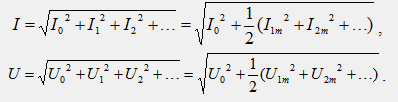 I = √(I₀² + I₁² + I₂² + ...) = √(I₀² + ½(I₁ₘ² + I₂ₘ² + ...)) ,
U = √(U₀² + U₁² + U₂² + ...) = √(U₀² + ½(U₁ₘ² + U₂ₘ² + ...)) .